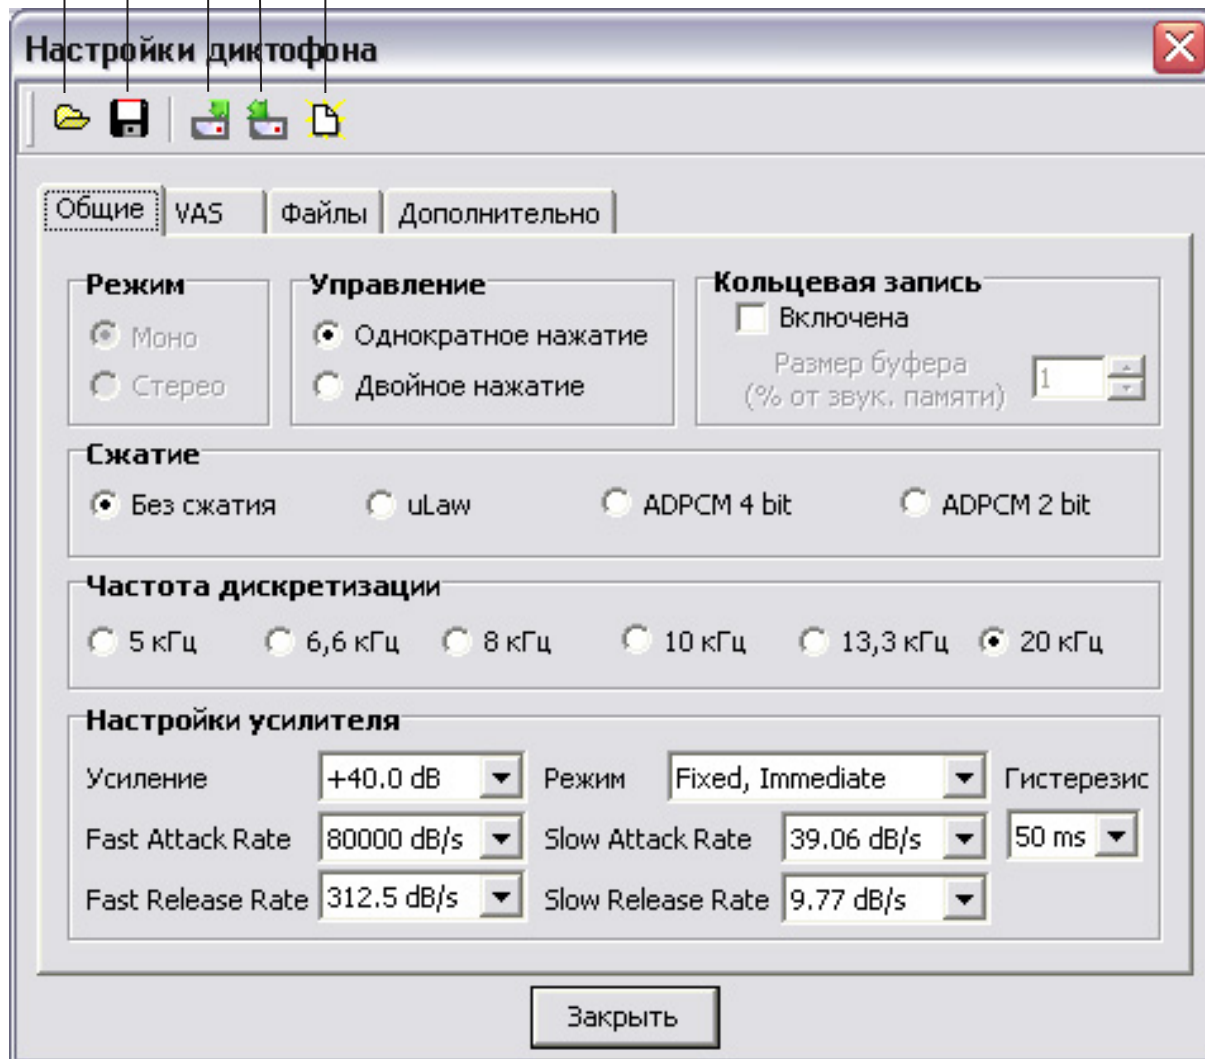 Настройки диктофона
Общие VAS Файлы Дополнительно
Режим
Моно
Стерео
Управление
Однократное нажатие
Двойное нажатие
Кольцевая запись
Включена
Размер буфера
(% от звук. памяти)
1
Сжатие
Без сжатия uLaw ADPCM 4 bit ADPCM 2 bit
Частота дискретизации
5 кГц 6,6 кГц 8 кГц 10 кГц 13,3 кГц 20 кГц
Настройки усилителя
Усиление +40.0 dB Режим Fixed, Immediate Гистерезис
Fast Attack Rate 80000 dB/s Slow Attack Rate 39.06 dB/s 50 ms
Fast Release Rate 312.5 dB/s Slow Release Rate 9.77 dB/s
Закрыть